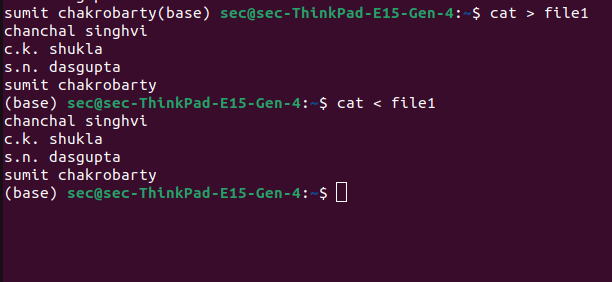 sumit chakrobarty(base) sec@sec-ThinkPad-E15-Gen-4:~$ cat > file1
chanchal singhvi
c.k. shukla
s.n. dasgupta
sumit chakrobarty
(base) sec@sec-ThinkPad-E15-Gen-4:~$ cat < file1
chanchal singhvi
c.k. shukla
s.n. dasgupta
sumit chakrobarty
(base) sec@sec-ThinkPad-E15-Gen-4:~$